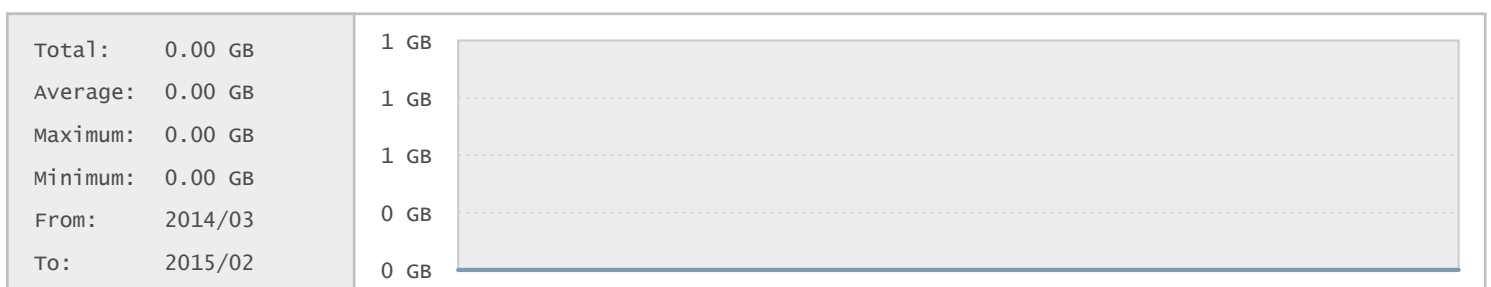 Total: 0.00 GB
Average: 0.00 GB
Maximum: 0.00 GB
Minimum: 0.00 GB
From: 2014/03
To: 2015/02
1 GB
1 GB
1 GB
0 GB
0 GB